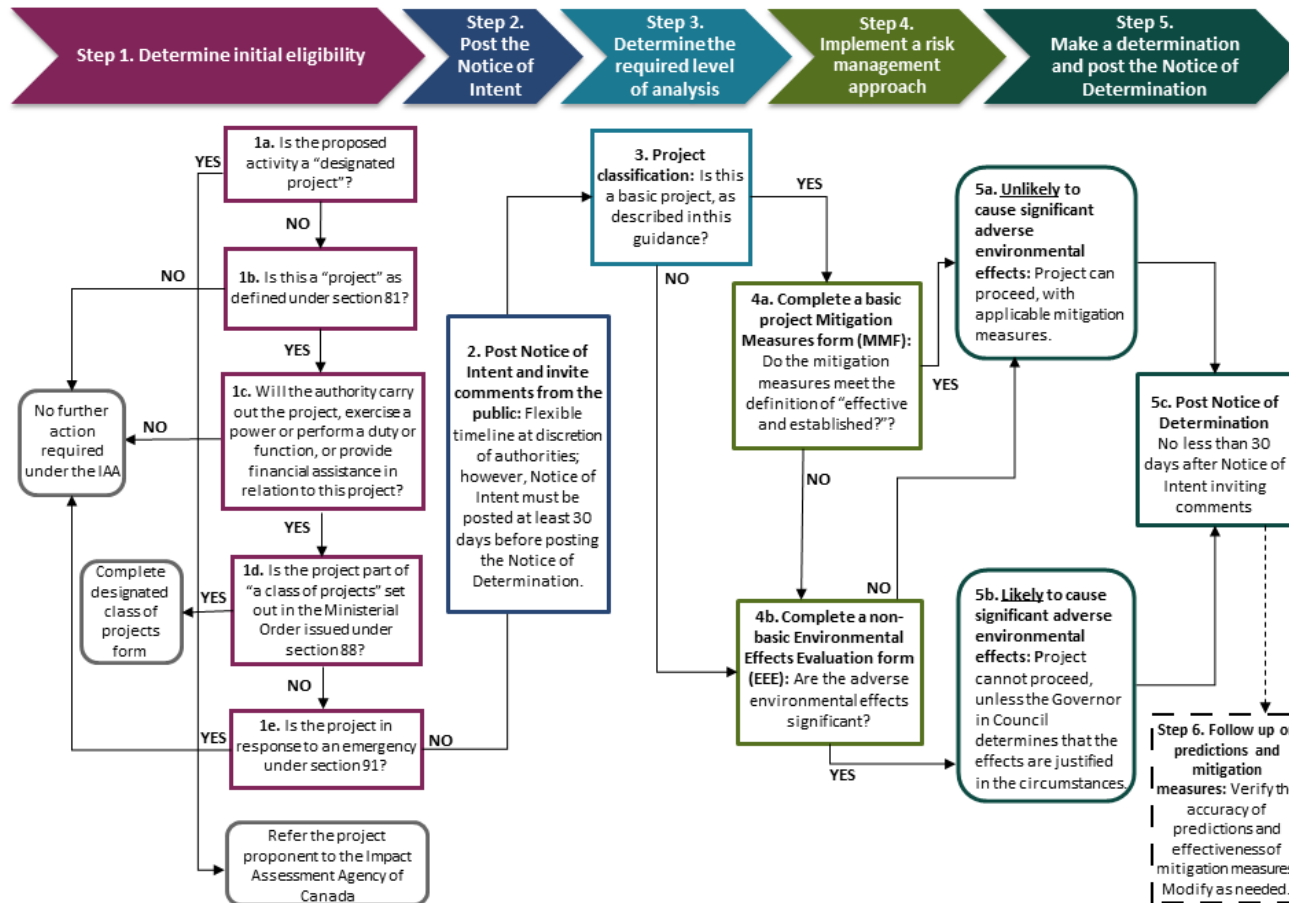 Step 1. Determine initial eligibility
Step 2.
Post the
Notice of
Intent
Step 3.
Determine the
required level
of analysis
Step 4.
Implement a risk
management
approach
Step 5.
Make a determination
and post the Notice of
Determination
1a. Is the proposed
activity a “designated
project”?
YES
NO
1b. Is this a “project” as
defined under section 81?
NO
YES
1c. Will the authority carry
out the project, exercise a
power or perform a duty or
function, or provide
financial assistance in
relation to this project?
NO
YES
No further
action
required
under the IAA
1d. Is the project part of
“a class of projects” set
out in the Ministerial
Order issued under
section 88?
YES
NO
Complete
designated
class of
projects
form
1e. Is the project in
response to an emergency
under section 91?
YES
NO
Refer the project
proponent to the Impact
Assessment Agency of
Canada
2. Post Notice of
Intent and invite
comments from the
public: Flexible
timeline at discretion
of authorities;
however, Notice of
Intent must be
posted at least 30
days before posting
the Notice of
Determination.
3. Project
classification: Is this
a basic project, as
described in this
guidance?
YES
NO
4a. Complete a basic
project Mitigation
Measures form (MMF):
Do the mitigation
measures meet the
definition of “effective
and established?”?
YES
NO
4b. Complete a non-
basic Environmental
Effects Evaluation form
(EEE): Are the adverse
environmental effects
significant?
NO
YES
5a. Unlikely to
cause significant
adverse
environmental
effects: Project can
proceed, with
applicable mitigation
measures.
5b. Likely to cause
significant adverse
environmental
effects: Project
cannot proceed,
unless the Governor
in Council
determines that the
effects are justified
in the circumstances.
5c. Post Notice of
Determination
No less than 30
days after Notice of
Intent inviting
comments
Step 6. Follow up
predictions and
mitigation
measures: Verify
accuracy of
predictions and
effectiveness of
mitigation measures
Modify as needed.